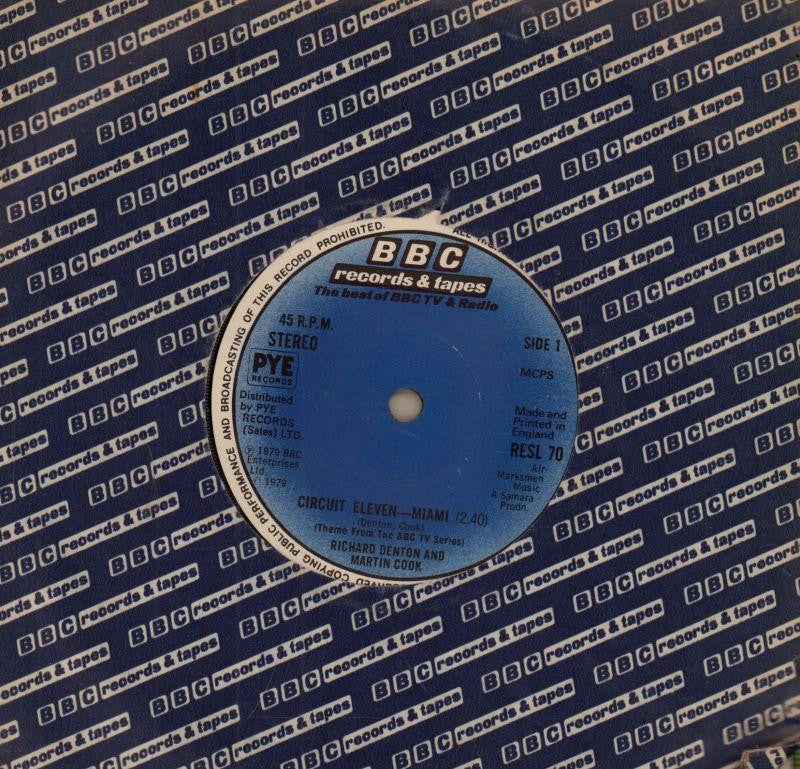 BBC
records & tapes
The best of BBC TV & Radio
45 R.P.M.
STEREO
PYE
RECORDS
Distributed
by PYE
RECORDS
(Sales) LTD.
℗ 1979 BBC
Enterprises
Ltd.
1979
SIDE 1
MCPS
Made and
Printed in
England
RESL 70
Air-
Marksmen
Music
A Samara
Prodn.
CIRCUIT ELEVEN—MIAMI (2.40)
(Denton, Cook)
(Theme From The BBC TV Series)
RICHARD DENTON AND
MARTIN COOK
COPYING PUBLIC PERFORMANCE AND BROADCASTING OF THIS RECORD PROHIBITED.
ALL
BBC records & tapes